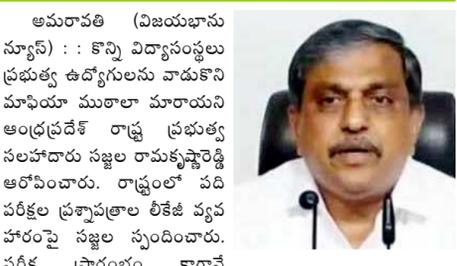 అమరావతి (విజయభాను
న్యూస్) : : కొన్ని విద్యాసంస్థలు
ప్రభుత్వ ఉద్యోగులను వాడుకొని
మాఫియా ముఠాలా మారాయని
ఆంధ్రప్రదేశ్ రాష్ట్ర ప్రభుత్వ
సలహాదారు సజ్జల రామకృష్ణారెడ్డి
ఆరోపించారు. రాష్ట్రంలో పది
పరీక్షల ప్రశ్నాపత్రాల లీకేజీ వ్యవ
హారంపై సజ్జల స్పందించారు.
పరీక్ష ప్రారంభం కాగానే